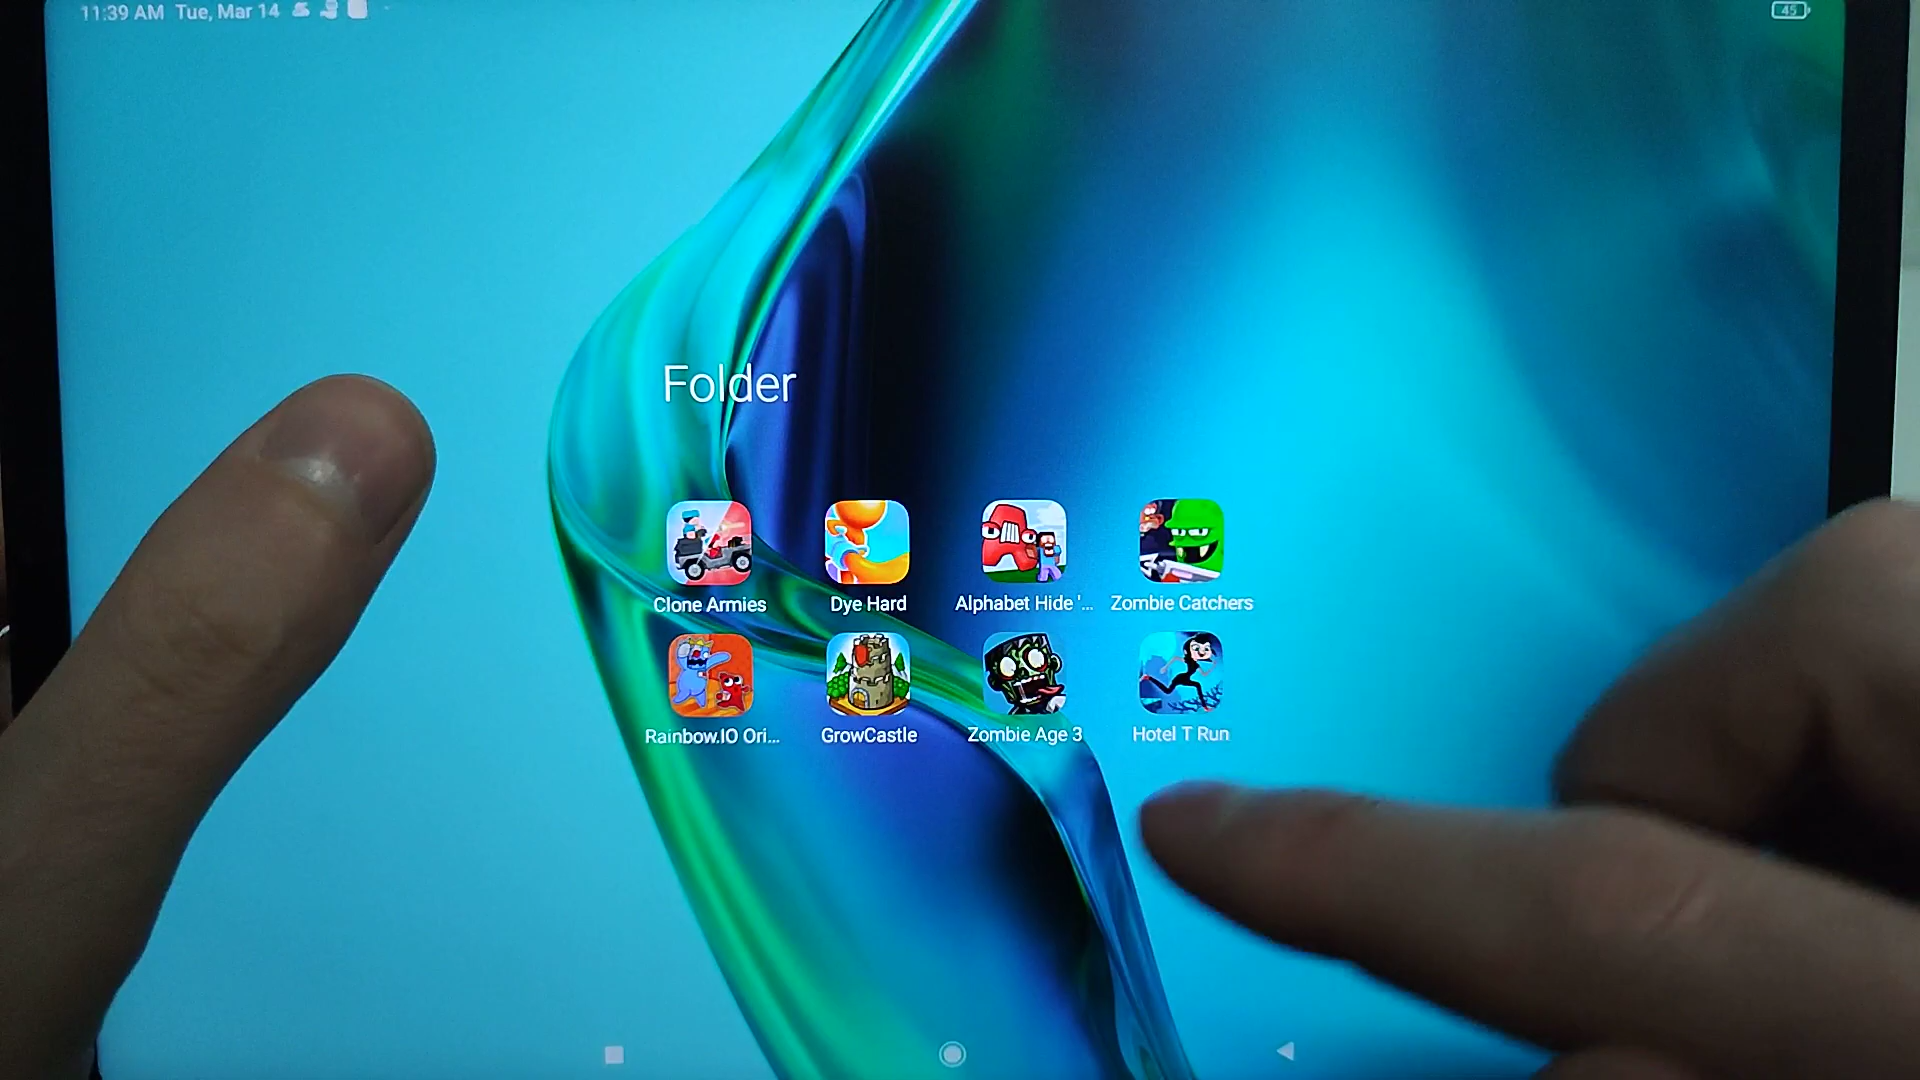 11:39 AM Tue, Mar 14
45
Folder
Clone Armies
Dye Hard
Alphabet Hide '...
Zombie Catchers
Rainbow.IO Ori...
GrowCastle
Zombie Age 3
Hotel T Run